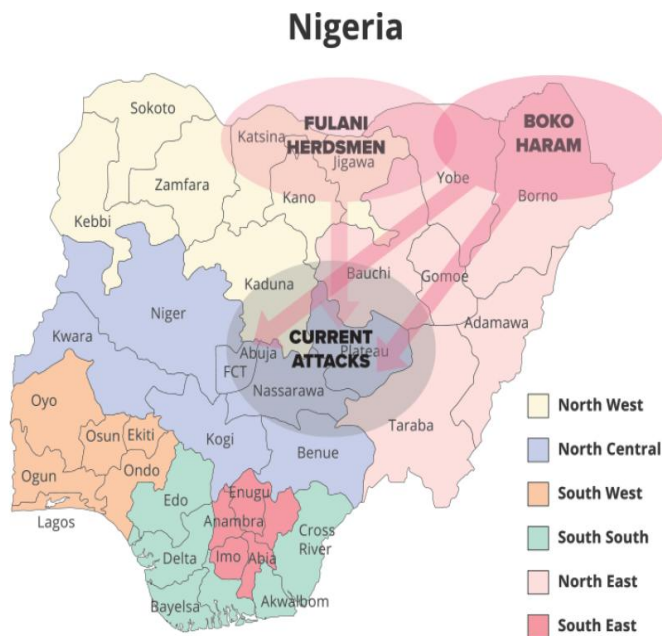 Nigeria
Sokoto
Katsina
FULANI
HERDSMEN
Jigawa
BOKO
HARAM
Zamfara
Kano
Yobe
Borno
Kebbi
Kaduna
Bauchi
Gomoe
Niger
Adamawa
Kwara
CURRENT
ATTACKS
Abuja
Plateau
FCT
Nassarawa
Oyo
Taraba
Osun
Ekiti
Kogi
Benue
Ogun
Ondo
Lagos
Edo
Enugu
Anambra
Cross
River
Delta
Imo
Abia
Bayelsa
Akwalbom
North West
North Central
South West
South South
North East
South East